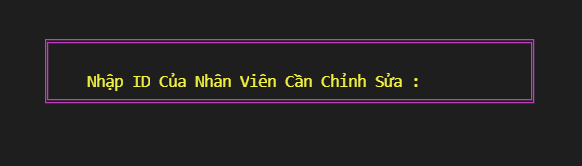 Nhập ID Của Nhân Viên Cần Chỉnh Sửa :